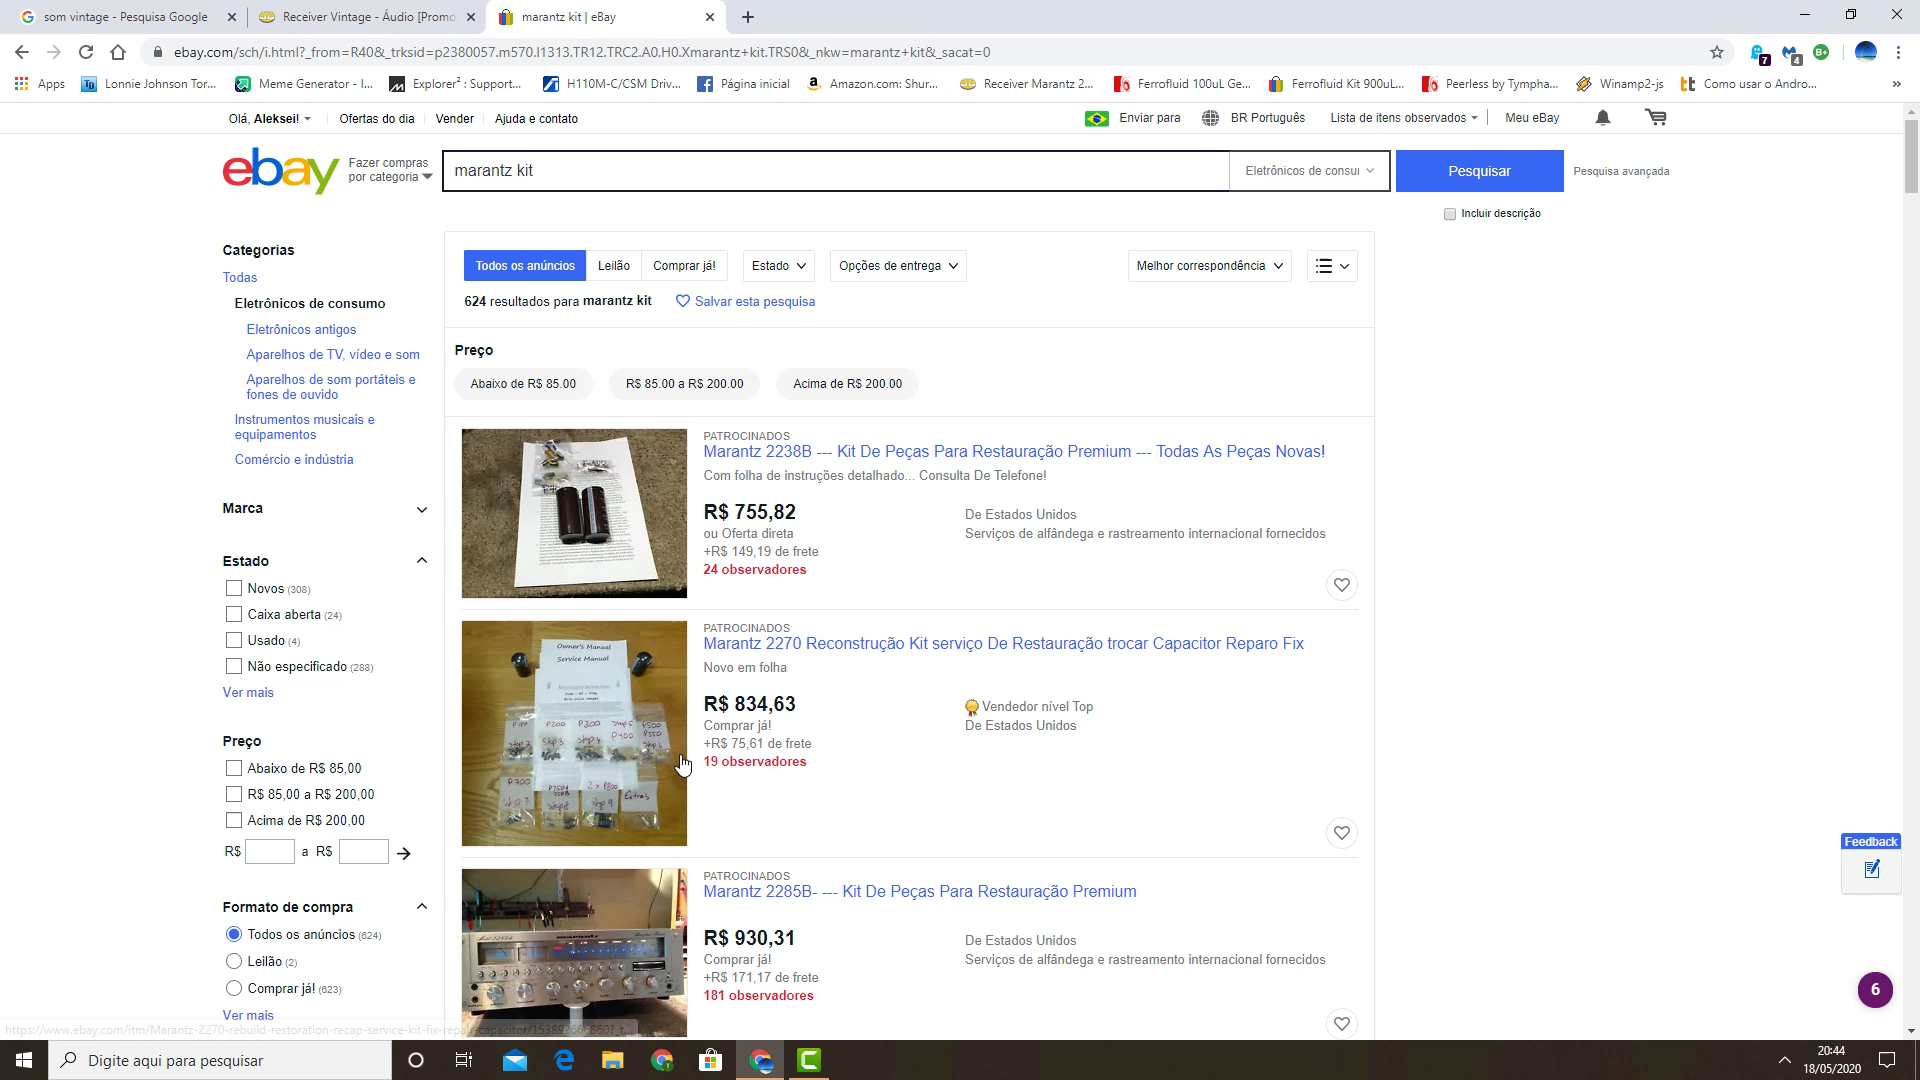 som vintage - Pesquisa Google
Receiver Vintage - Áudio [Promo
marantz kit | eBay
ebay.com/sch/i.html?_from=R40&_trksid=p2380057.m570.l1313.TR12.TRC2.A0.H0.Xmarantz+kit.TRS0&_nkw=marantz+kit&_sacat=0
7
4
B+
Apps
Lonnie Johnson Tor...
Meme Generator - I...
Explorer² : Support...
H110M-C/CSM Driv...
Página inicial
Amazon.com: Shur...
Receiver Marantz 2...
Ferrofluid 100uL Ge...
Ferrofluid Kit 900uL...
Peerless by Tympha...
Winamp2-js
Como usar o Andro...
Olá, Aleksei!
Ofertas do dia
Vender
Ajuda e contato
Enviar para
BR Português
Lista de itens observados
Meu eBay
ebay
Fazer compras
por categoria
marantz kit
Eletrônicos de consui
Pesquisar
Pesquisa avançada
Incluir descrição
Categorias
Todas
Eletrônicos de consumo
Eletrônicos antigos
Aparelhos de TV, vídeo e som
Aparelhos de som portáteis e
fones de ouvido
Instrumentos musicais e
equipamentos
Comércio e indústria
Marca
Estado
Novos (308)
Caixa aberta (24)
Usado (4)
Não especificado (288)
Ver mais
Preço
Abaixo de R$ 85,00
R$ 85,00 a R$ 200,00
Acima de R$ 200,00
R$ a R$
Formato de compra
Todos os anúncios (624)
Leilão (2)
Comprar já! (623)
Ver mais
Todos os anúncios
Leilão
Comprar já!
Estado
Opções de entrega
Melhor correspondência
624 resultados para marantz kit
Salvar esta pesquisa
Preço
Abaixo de R$ 85.00
R$ 85.00 a R$ 200.00
Acima de R$ 200.00
PATROCINADOS
Marantz 2238B --- Kit De Peças Para Restauração Premium --- Todas As Peças Novas!
Com folha de instruções detalhado... Consulta De Telefone!
R$ 755,82
ou Oferta direta
+R$ 149,19 de frete
24 observadores
De Estados Unidos
Serviços de alfândega e rastreamento internacional fornecidos
Owner's Manual
Service Manual
P200
P300
P400
P700
Extras
PATROCINADOS
Marantz 2270 Reconstrução Kit serviço De Restauração trocar Capacitor Reparo Fix
Novo em folha
R$ 834,63
Comprar já!
+R$ 75,61 de frete
19 observadores
Vendedor nível Top
De Estados Unidos
PATROCINADOS
Marantz 2285B- --- Kit De Peças Para Restauração Premium
R$ 930,31
Comprar já!
+R$ 171,17 de frete
181 observadores
De Estados Unidos
Serviços de alfândega e rastreamento internacional fornecidos
marantz
Feedback
6
Digite aqui para pesquisar
20:44
18/05/2020